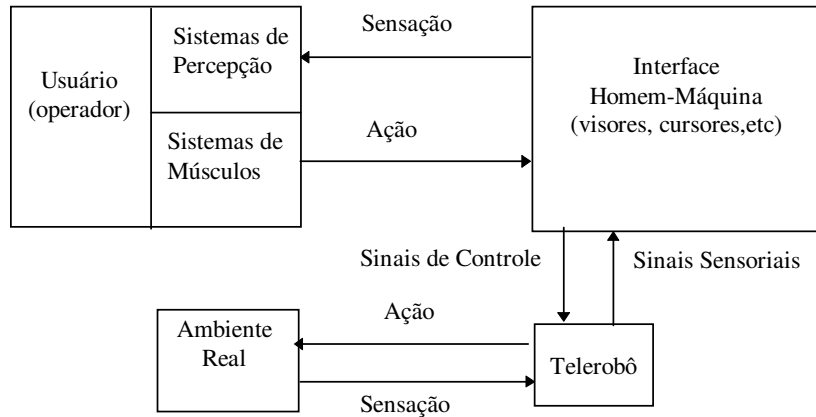 Usuário
(operador)
Sistemas de
Percepção
Sistemas de
Músculos
Sensação
Ação
Interface
Homem-Máquina
(visores, cursores,etc)
Sinais de Controle
Sinais Sensoriais
Ambiente
Real
Ação
Sensação
Telerobô